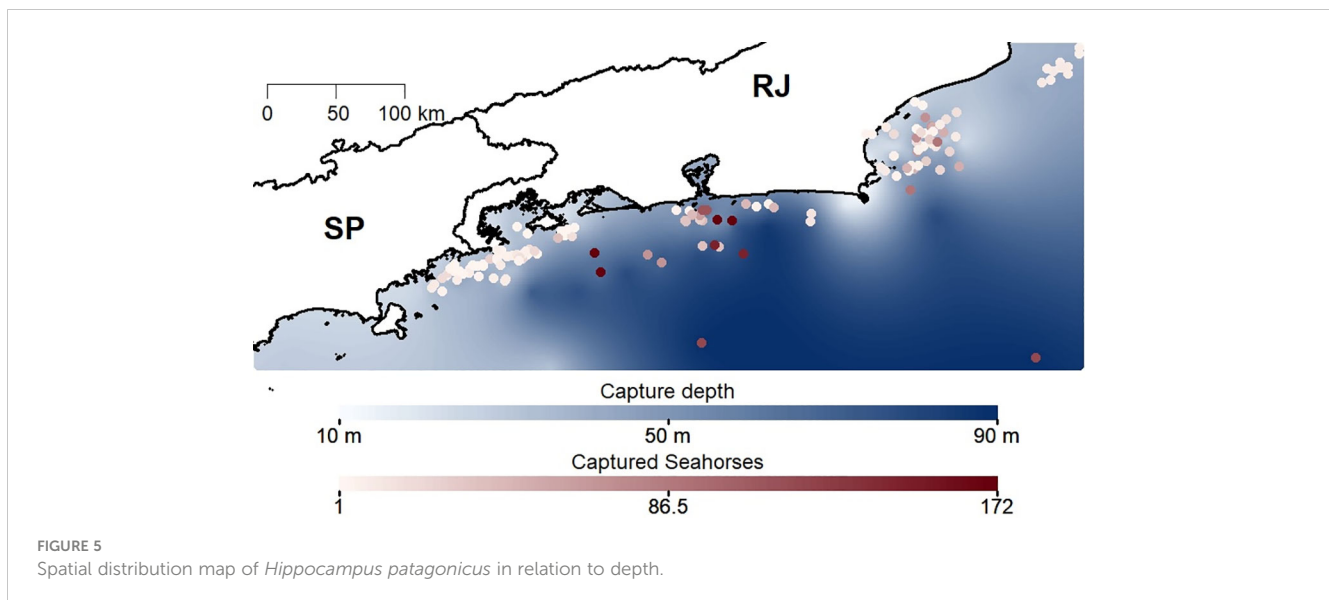 RJ
0 50 100 km
SP
Capture depth
10 m 50 m 90 m
Captured Seahorses
1 86.5 172
FIGURE 5
Spatial distribution map of Hippocampus patagonicus in relation to depth.